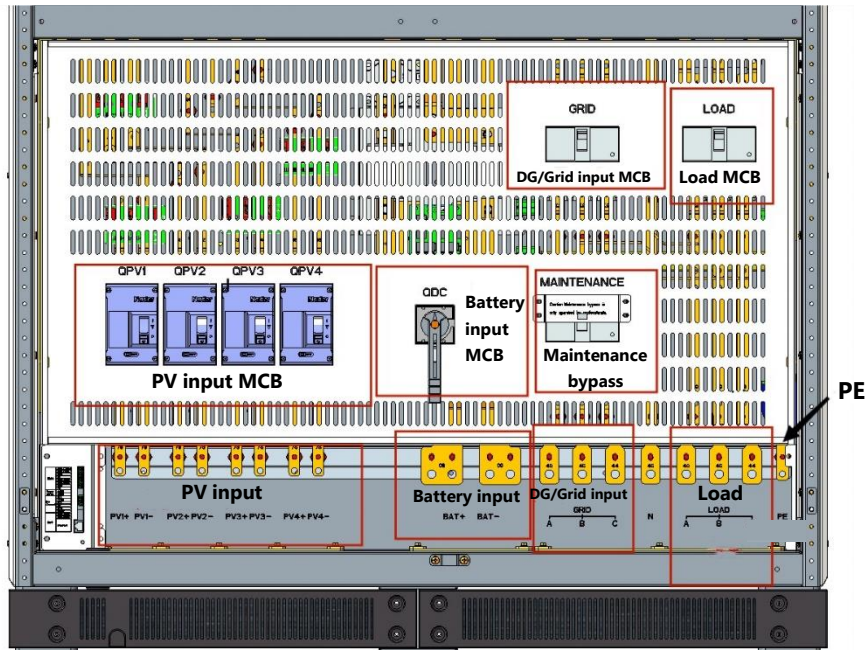 GRID
LOAD
DG/Grid input MCB
Load MCB
QPV1 QPV2 QPV3 QPV4
QDC
MAINTENANCE
Battery
input
MCB
PV input MCB
Maintenance
bypass
PE
PV input
Battery input
DG/Grid input
Load
PV1+ PV1- PV2+ PV2- PV3+ PV3- PV4+ PV4-
BAT+ BAT-
GRID
A B C
N
LOAD
A B
PE